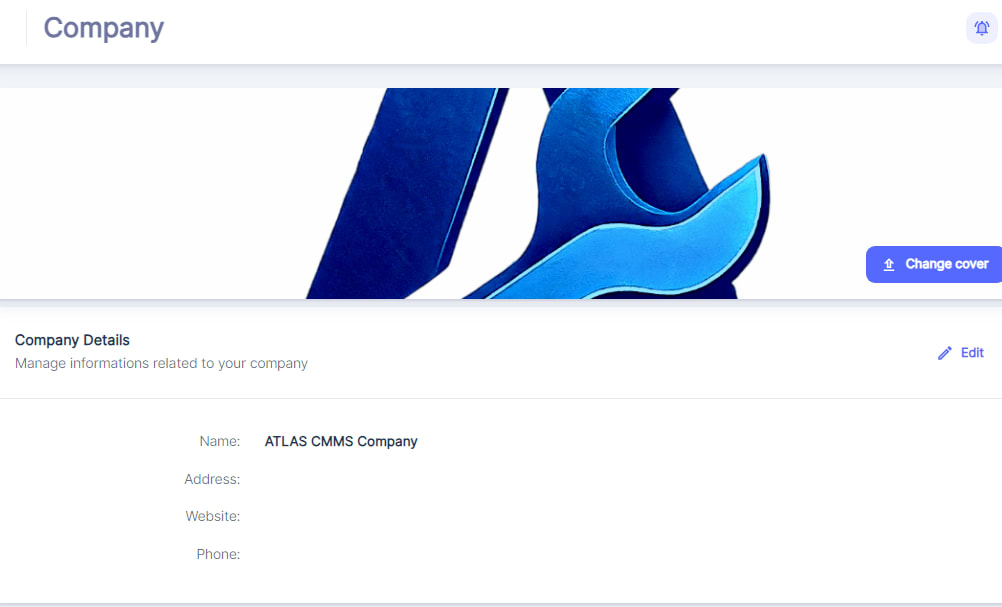 Company
Change cover
Company Details
Manage informations related to your company
Edit
Name: ATLAS CMMS Company
Address:
Website:
Phone: